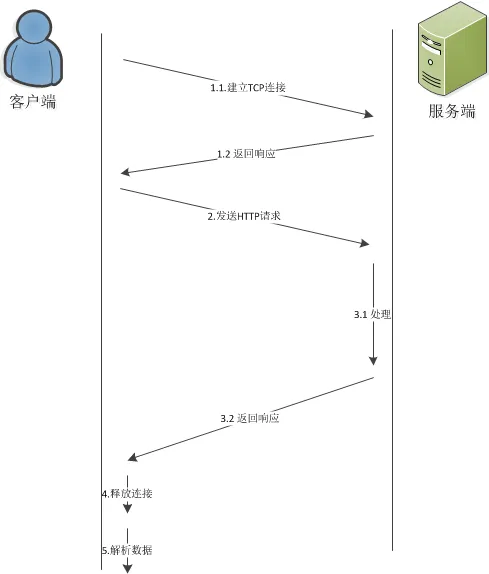 客户端
服务端
1.1.建立TCP连接
1.2 返回响应
2.发送HTTP请求
3.1 处理
3.2 返回响应
4.释放连接
5.解析数据